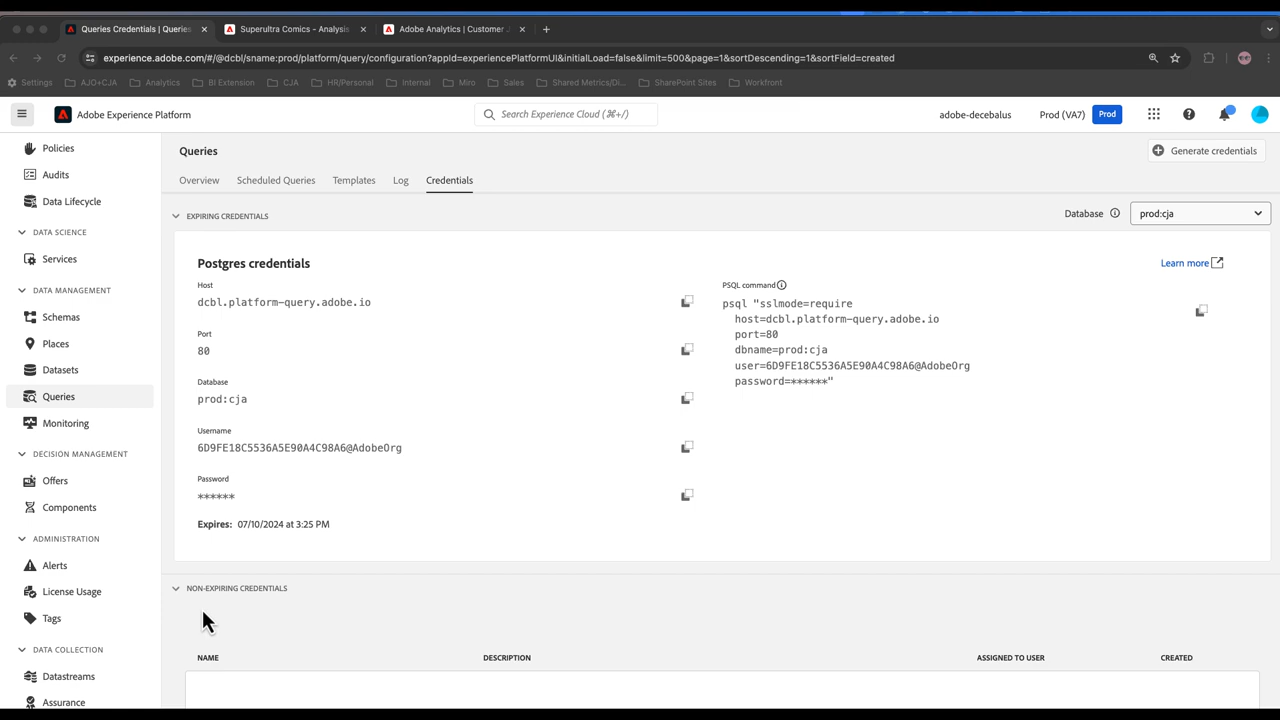 Queries Credentials | Queries
Superultra Comics - Analysis
Adobe Analytics | Customer J
experience.adobe.com/#/@dcbl/sname:prod/platform/query/configuration?appId=experiencePlatformUI&initialLoad=false&limit=500&page=1&sortDescending=1&sortField=created
Settings
AJO+CJA
Analytics
BI Extension
CJA
HR/Personal
Internal
Miro
Sales
Shared Metrics/Di...
SharePoint Sites
Workfront
Adobe Experience Platform
Search Experience Cloud (⌘+/)
adobe-decebalus
Prod (VA7)
Prod
Policies
Audits
Data Lifecycle
DATA SCIENCE
Services
DATA MANAGEMENT
Schemas
Places
Datasets
Queries
Monitoring
DECISION MANAGEMENT
Offers
Components
ADMINISTRATION
Alerts
License Usage
Tags
DATA COLLECTION
Datastreams
Assurance
Queries
Generate credentials
Overview
Scheduled Queries
Templates
Log
Credentials
EXPIRING CREDENTIALS
Database
prod:cja
Postgres credentials
Learn more
Host
dcbl.platform-query.adobe.io
Port
80
Database
prod:cja
Username
6D9FE18C5536A5E90A4C98A6@AdobeOrg
Password
******
Expires: 07/10/2024 at 3:25 PM
PSQL command
psql "sslmode=require
host=dcbl.platform-query.adobe.io
port=80
dbname=prod:cja
user=6D9FE18C5536A5E90A4C98A6@AdobeOrg
password=******"
NON-EXPIRING CREDENTIALS
NAME
DESCRIPTION
ASSIGNED TO USER
CREATED